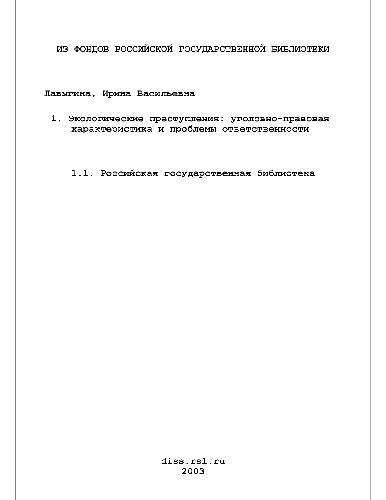 ИЗ ФОНДОВ РОССИЙСКОЙ ГОСУДАРСТВЕННОЙ БИБЛИОТЕКИ
Лавыгина, Ирина Васильевна
1. Экологические преступления: уголовно-правовая
характеристика и проблемы ответственности
1.1. Российская государственная библиотека
diss.rsl.ru
2003